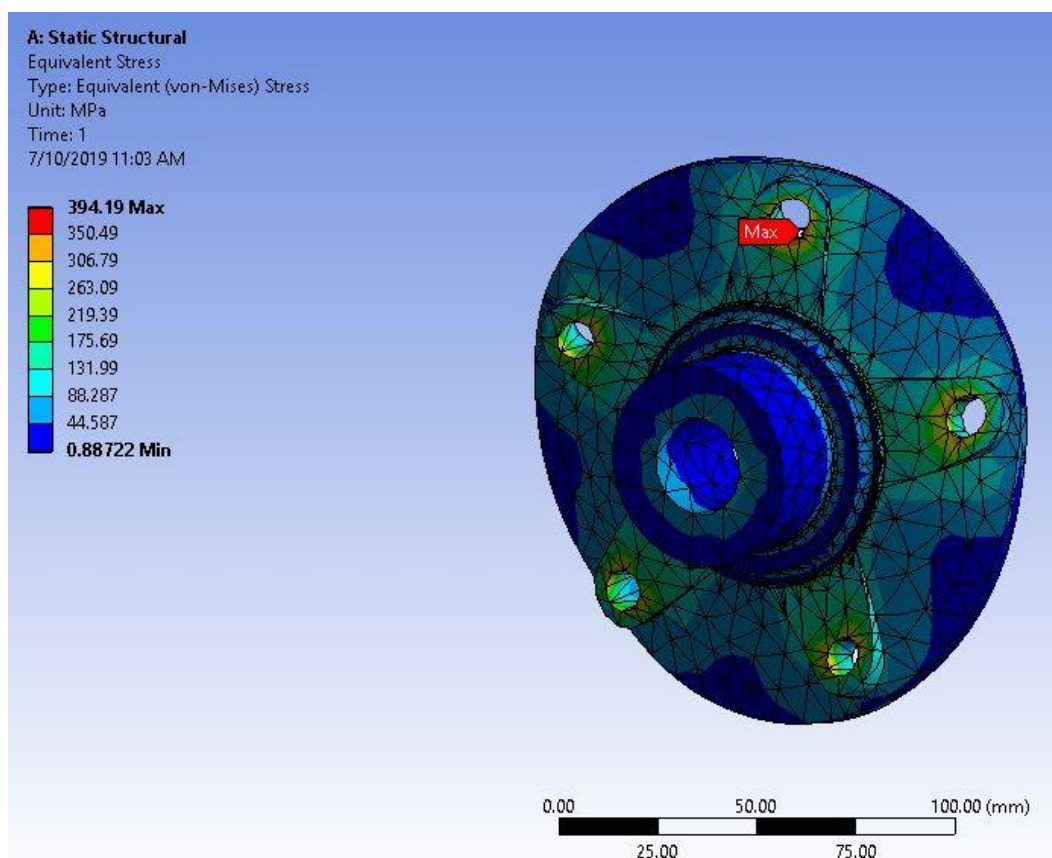 A: Static Structural
Equivalent Stress
Type: Equivalent (von-Mises) Stress
Unit: MPa
Time: 1
7/10/2019 11:03 AM
394.19 Max
350.49
306.79
263.09
219.39
175.69
131.99
88.287
44.587
0.88722 Min
Max
0.00 50.00 100.00 (mm)
25.00 75.00